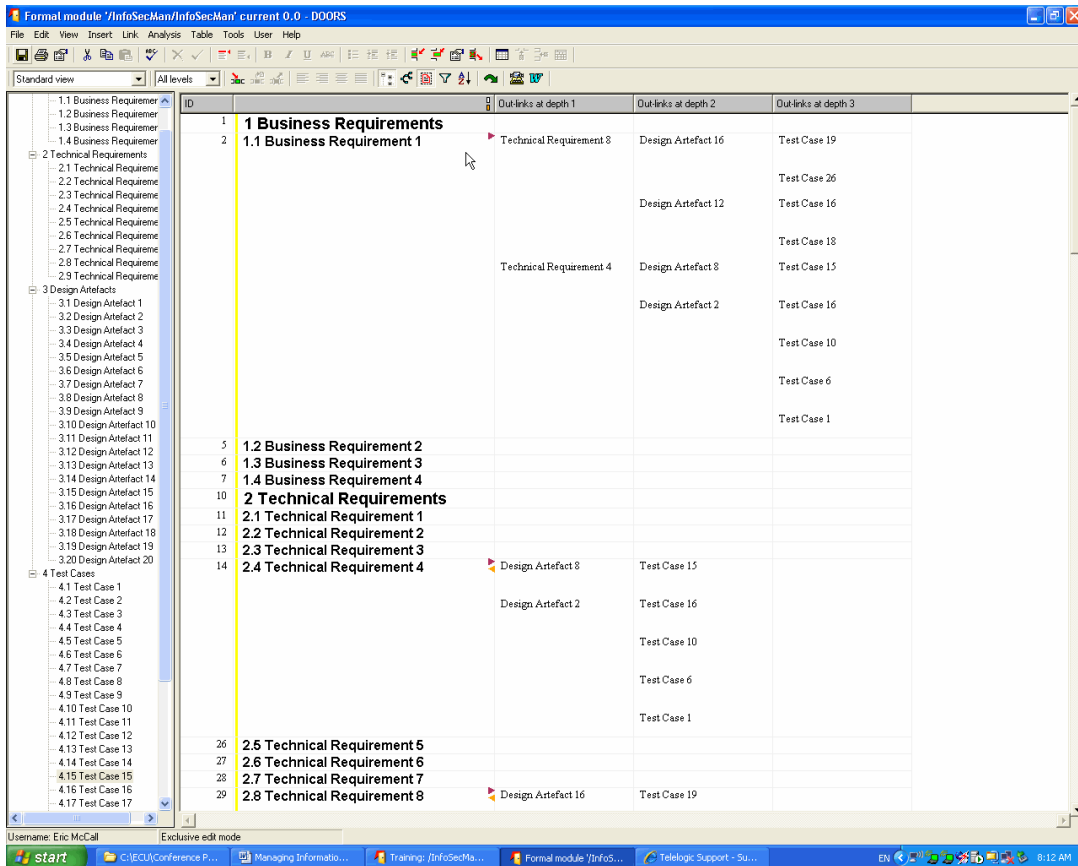 Formal module '/InfoSecMan/InfoSecMan' current 0.0 - DOORS
File Edit View Insert Link Analysis Table Tools User Help
Standard view All levels
1.1 Business Requiremer
1.2 Business Requiremer
1.3 Business Requiremer
1.4 Business Requiremer
2 Technical Requirements
2.1 Technical Requireme
2.2 Technical Requireme
2.3 Technical Requireme
2.4 Technical Requireme
2.5 Technical Requireme
2.6 Technical Requireme
2.7 Technical Requireme
2.8 Technical Requireme
2.9 Technical Requireme
3 Design Artefacts
3.1 Design Artefact 1
3.2 Design Artefact 2
3.3 Design Artefact 3
3.4 Design Artefact 4
3.5 Design Artefact 5
3.6 Design Artefact 6
3.7 Design Artefact 7
3.8 Design Artefact 8
3.9 Design Artefact 9
3.10 Design Arterfact 10
3.11 Design Artefact 11
3.12 Design Artefact 12
3.13 Design Artefact 13
3.14 Design Arterfact 14
3.15 Design Artefact 15
3.16 Design Artefact 16
3.17 Design Artefact 17
3.18 Design Arterfact 18
3.19 Design Artefact 19
3.20 Design Artefact 20
4 Test Cases
4.1 Test Case 1
4.2 Test Case 2
4.3 Test Case 3
4.4 Test Case 4
4.5 Test Case 5
4.6 Test Case 6
4.7 Test Case 7
4.8 Test Case 8
4.9 Test Case 9
4.10 Test Case 10
4.11 Test Case 11
4.12 Test Case 12
4.13 Test Case 13
4.14 Test Case 14
4.15 Test Case 15
4.16 Test Case 16
4.17 Test Case 17
ID Out-links at depth 1 Out-links at depth 2 Out-links at depth 3
1 1 Business Requirements
2 1.1 Business Requirement 1 Technical Requirement 8 Design Artefact 16 Test Case 19
Test Case 26
Design Artefact 12 Test Case 16
Test Case 18
Technical Requirement 4 Design Artefact 8 Test Case 15
Design Artefact 2 Test Case 16
Test Case 10
Test Case 6
Test Case 1
5 1.2 Business Requirement 2
6 1.3 Business Requirement 3
7 1.4 Business Requirement 4
10 2 Technical Requirements
11 2.1 Technical Requirement 1
12 2.2 Technical Requirement 2
13 2.3 Technical Requirement 3
14 2.4 Technical Requirement 4 Design Artefact 8 Test Case 15
Design Artefact 2 Test Case 16
Test Case 10
Test Case 6
Test Case 1
26 2.5 Technical Requirement 5
27 2.6 Technical Requirement 6
28 2.7 Technical Requirement 7
29 2.8 Technical Requirement 8 Design Artefact 16 Test Case 19
Username: Eric McCall Exclusive edit mode
start C:\ECU\Conference P... Managing Informatio... Training: /InfoSecMa... Formal module '/InfoS... Telelogic Support - Su... EN 8:12 AM